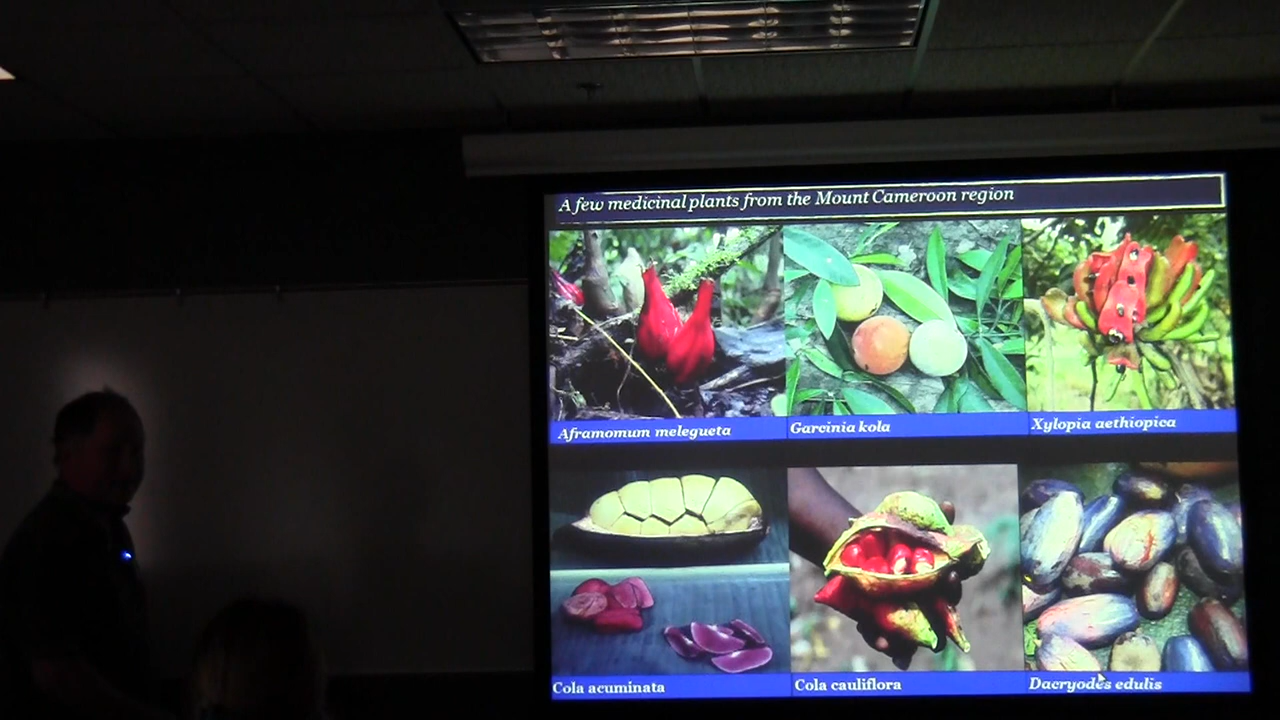 A few medicinal plants from the Mount Cameroon region
Aframomum melegueta
Garcinia kola
Xylopia aethiopica
Cola acuminata
Cola cauliflora
Dacryodes edulis